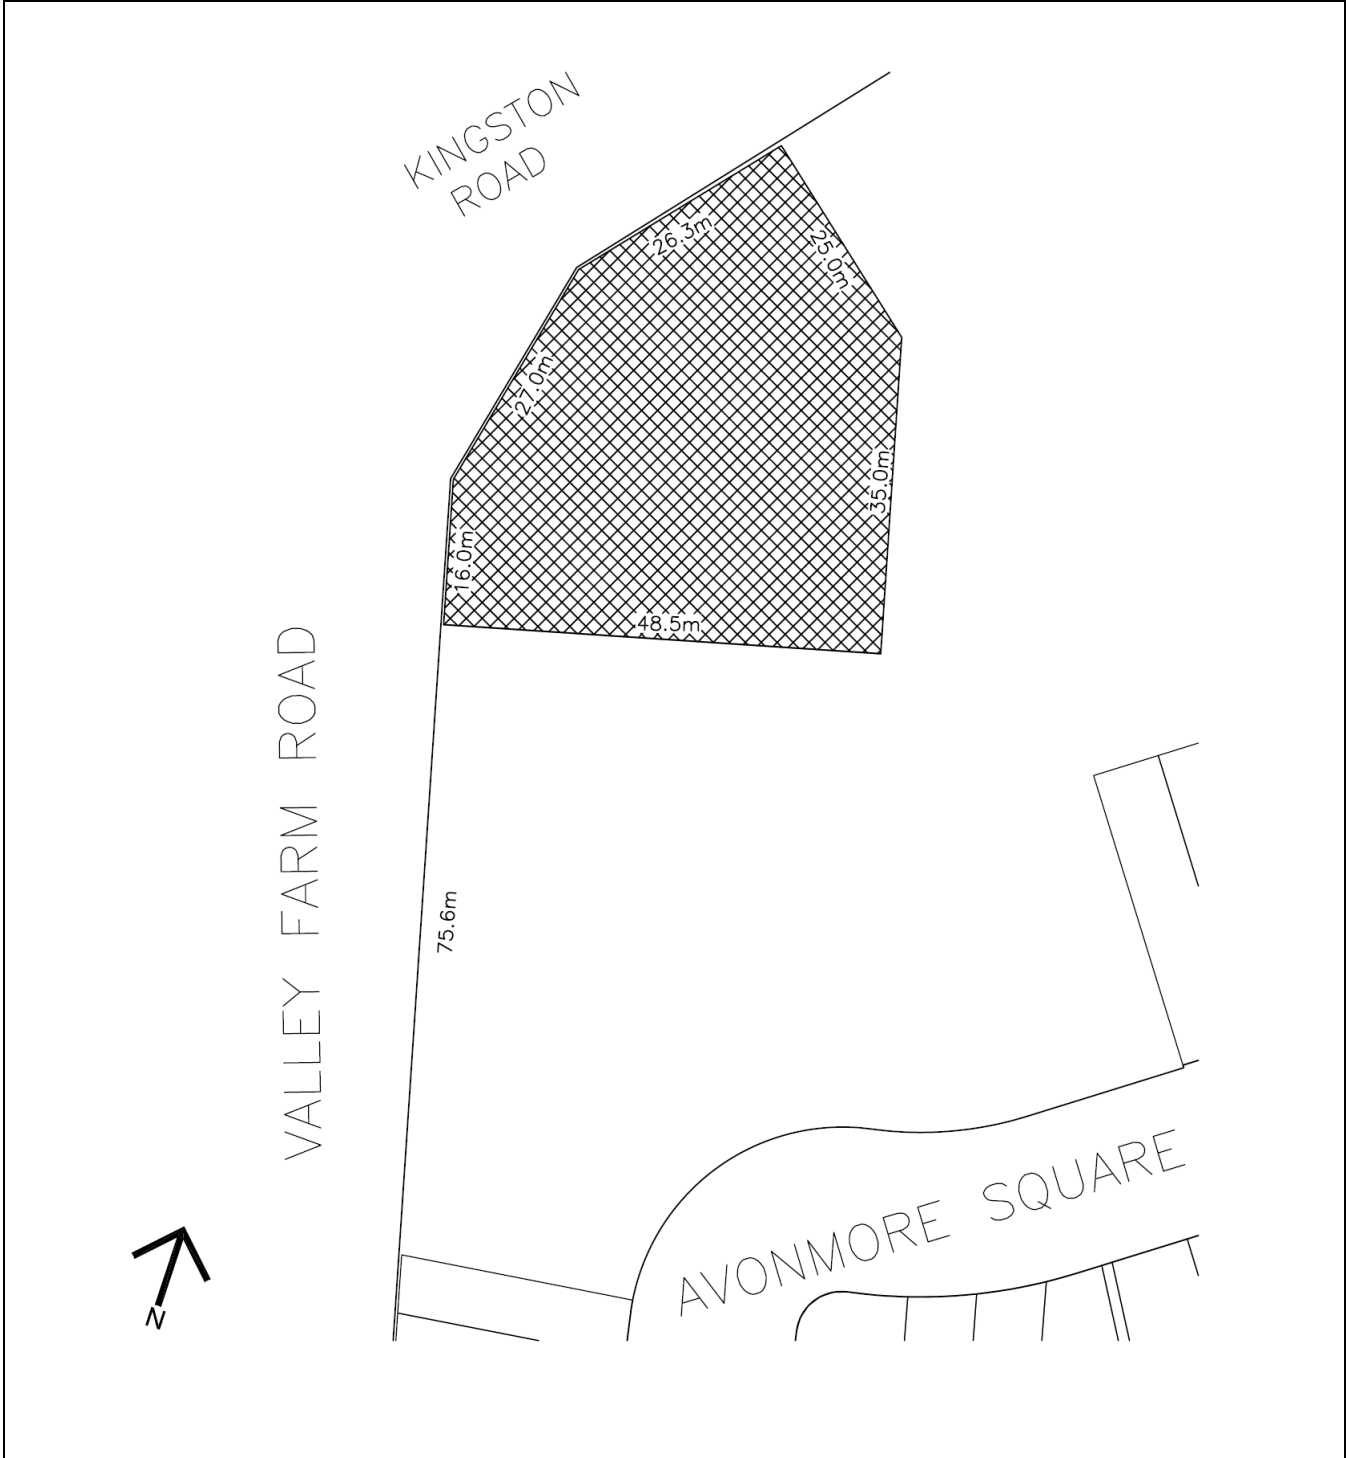 KINGSTON
ROAD
26.3m
25.0m
27.0m
35.0m
16.0m
48.5m
VALLEY FARM ROAD
75.6m
AVONMORE SQUARE
N